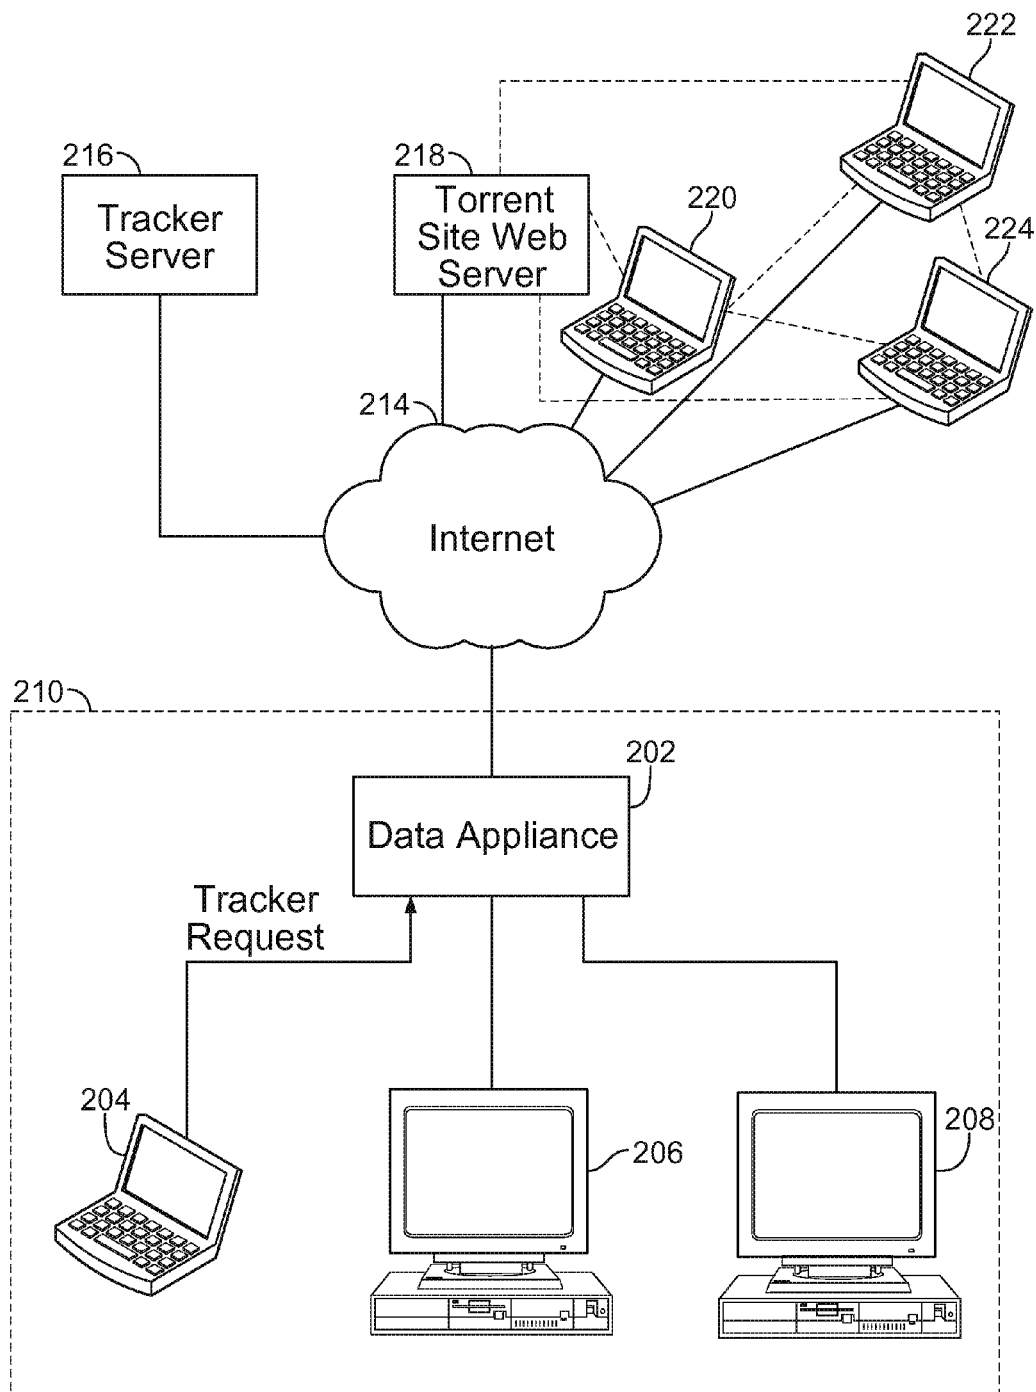 222
216
218
Tracker
Server
Torrent
Site Web
Server
220
224
214
Internet
210
202
Data Appliance
Tracker
Request
204
206
208